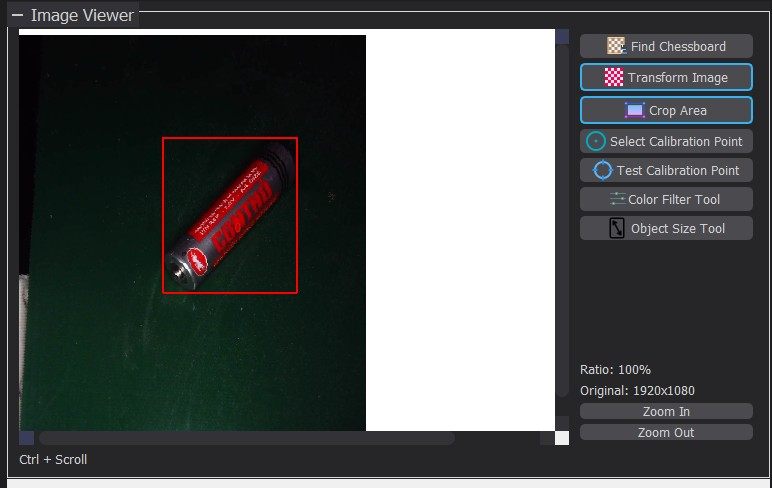 Image Viewer
Find Chessboard
Transform Image
Crop Area
Select Calibration Point
Test Calibration Point
Color Filter Tool
Object Size Tool
Ratio: 100%
Original: 1920x1080
Zoom In
Zoom Out
Ctrl + Scroll